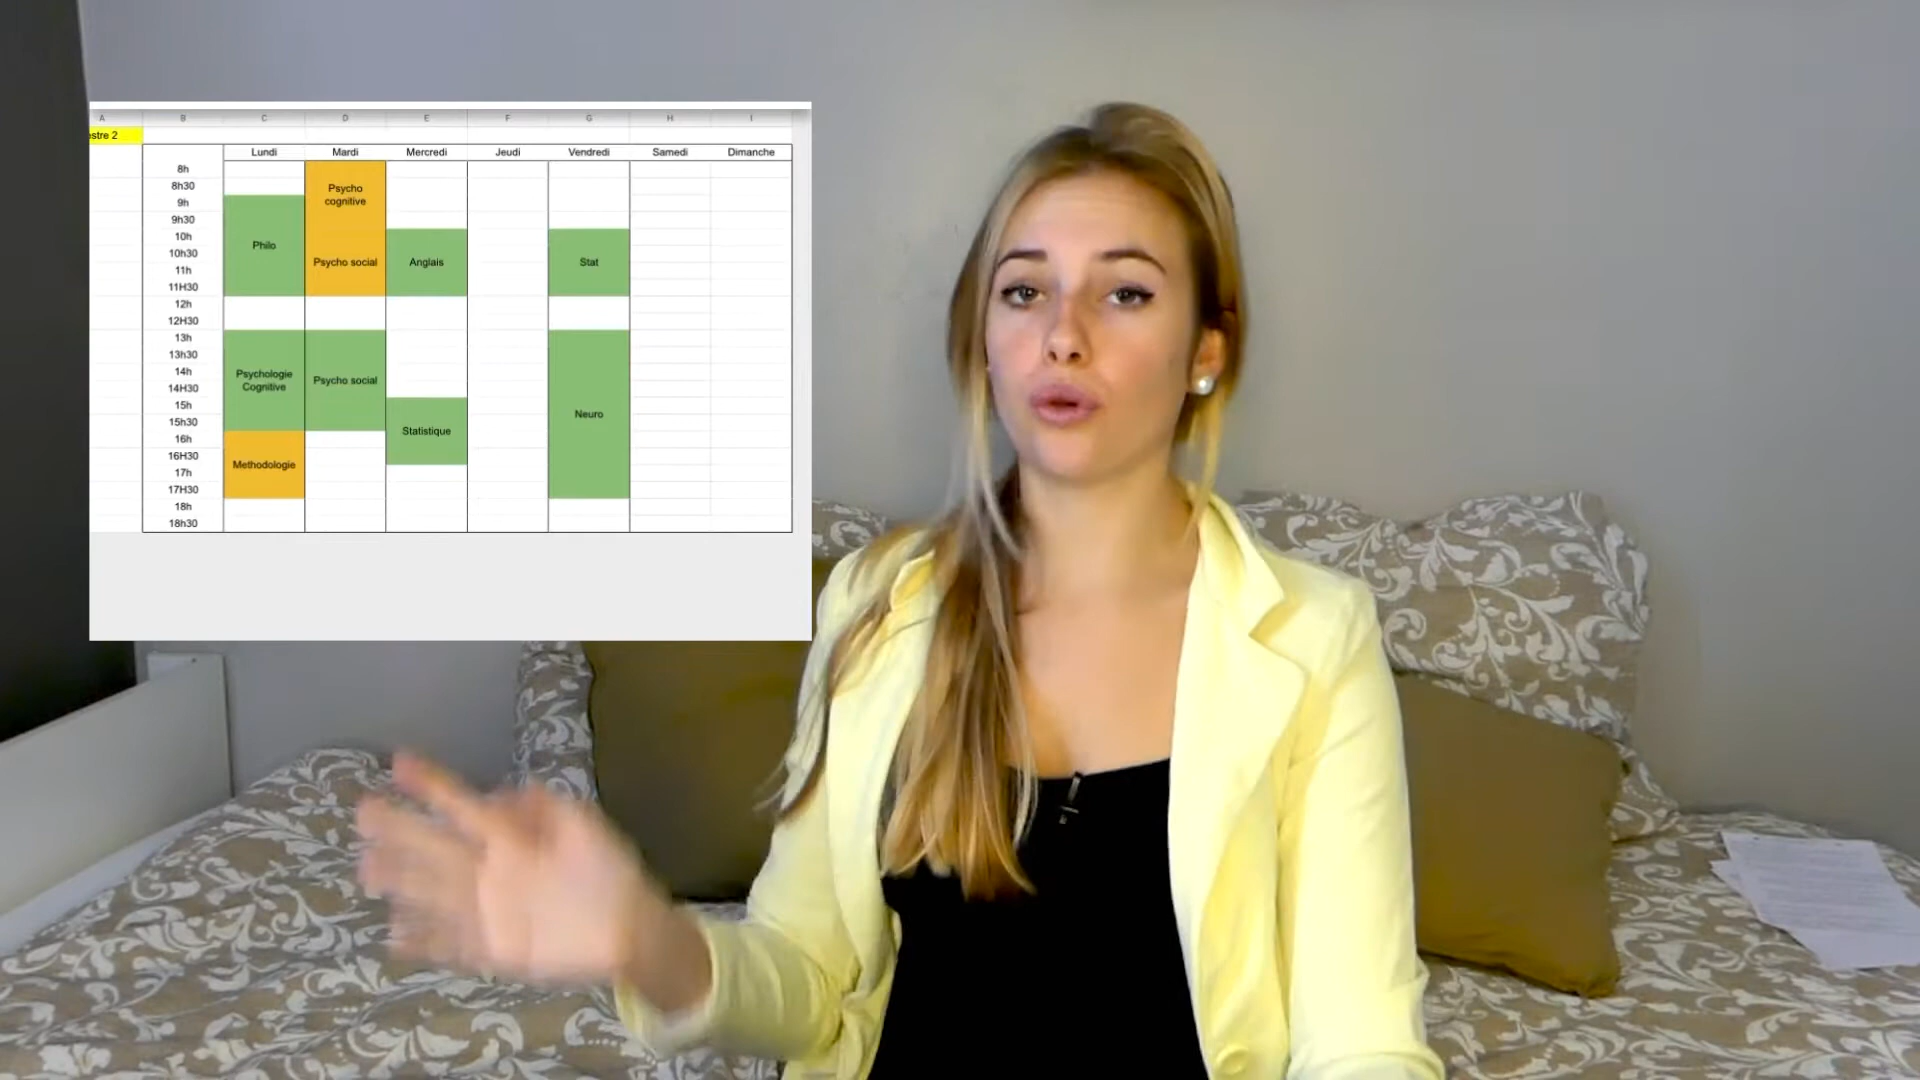 A B C D E F G H I
estre 2
Lundi Mardi Mercredi Jeudi Vendredi Samedi Dimanche
8h
8h30
9h
9h30
10h
10h30
11h
11H30
12h
12H30
13h
13h30
14h
14H30
15h
15h30
16h
16H30
17h
17H30
18h
18h30
Philo
Psychologie
Cognitive
Methodologie
Psycho
cognitive
Psycho social
Psycho social
Anglais
Statistique
Stat
Neuro